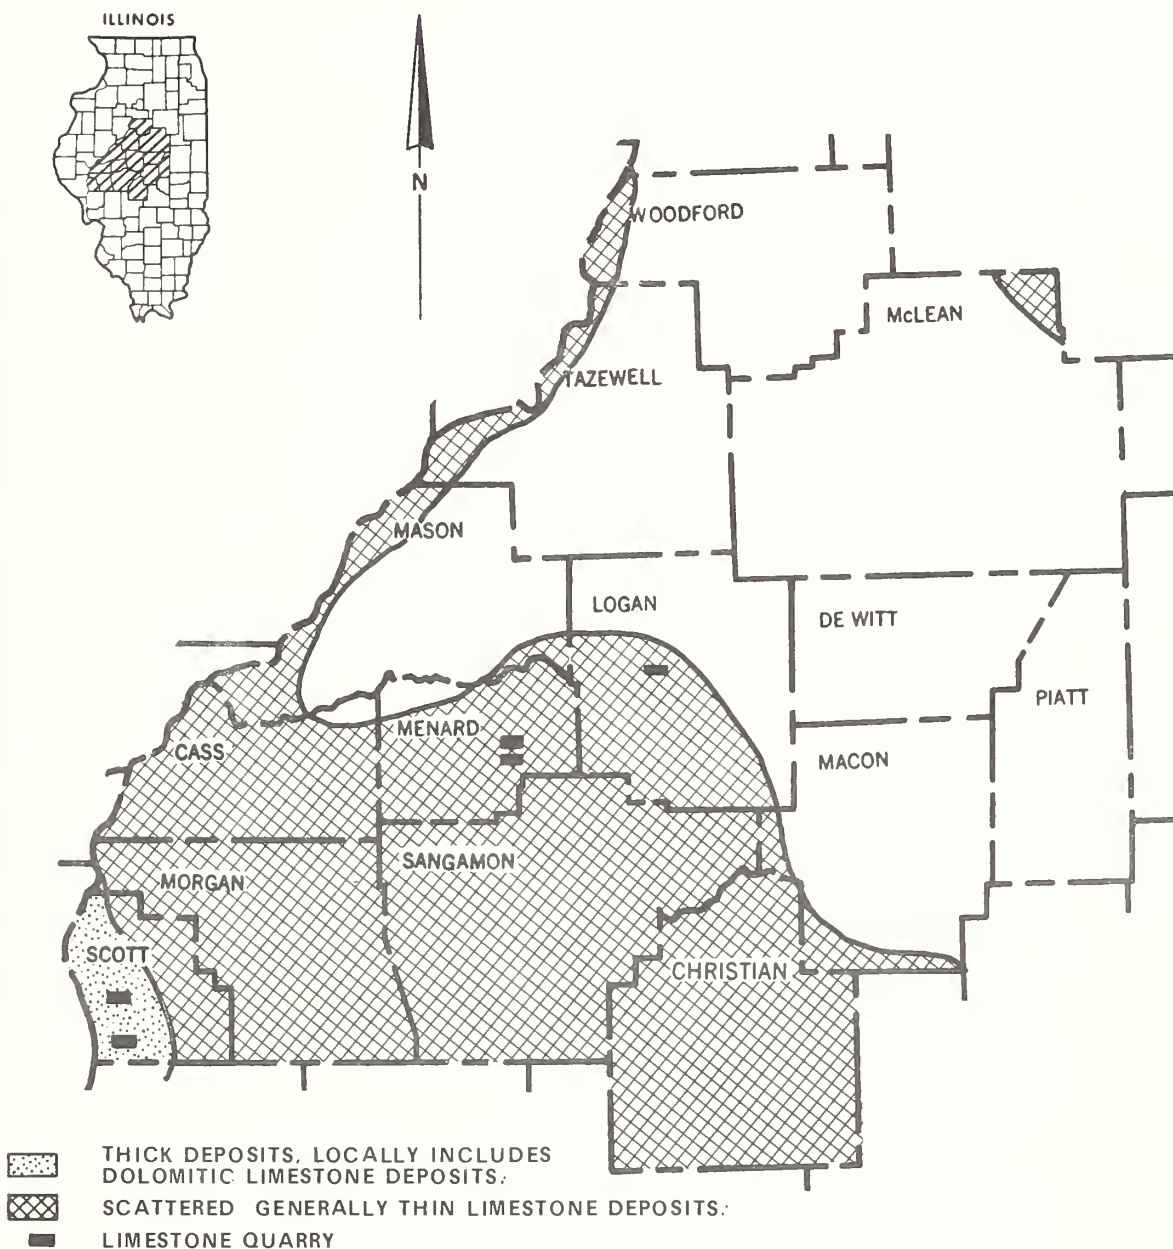 ILLINOIS
N
WOODFORD
McLEAN
TAZEWELL
MASON
LOGAN
DE WITT
PIATT
MENARD
CASS
MACON
SANGAMON
MORGAN
SCOTT
CHRISTIAN
THICK DEPOSITS, LOCALLY INCLUDES
DOLOMITIC LIMESTONE DEPOSITS.
SCATTERED GENERALLY THIN LIMESTONE DEPOSITS.
LIMESTONE QUARRY